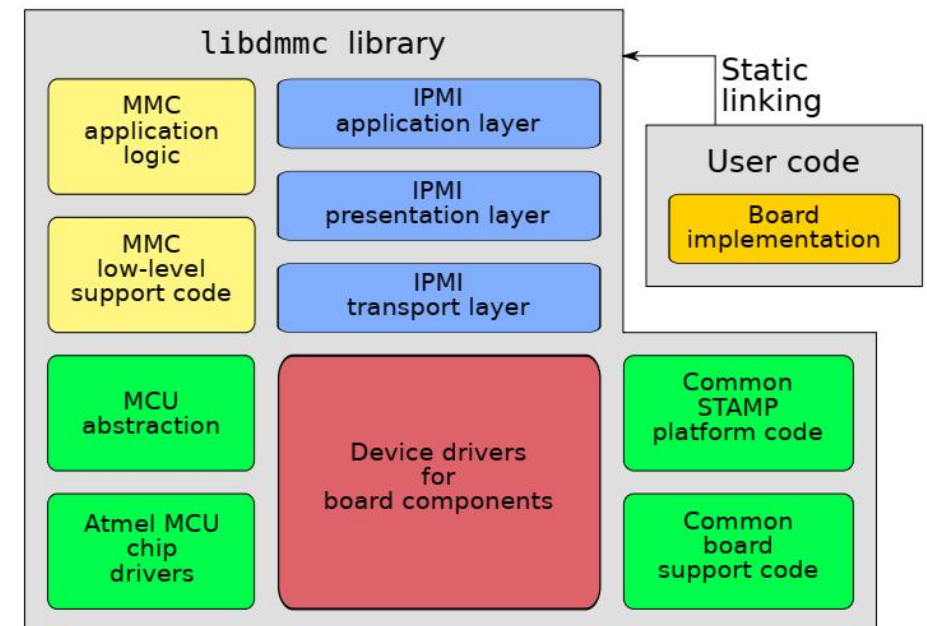 libdmmc library
MMC
application
logic
IPMI
application layer
IPMI
presentation layer
MMC
low-level
support code
IPMI
transport layer
MCU
abstraction
Device drivers
for
board components
Common
STAMP
platform code
Atmel MCU
chip
drivers
Common
board
support code
Static
linking
User code
Board
implementation